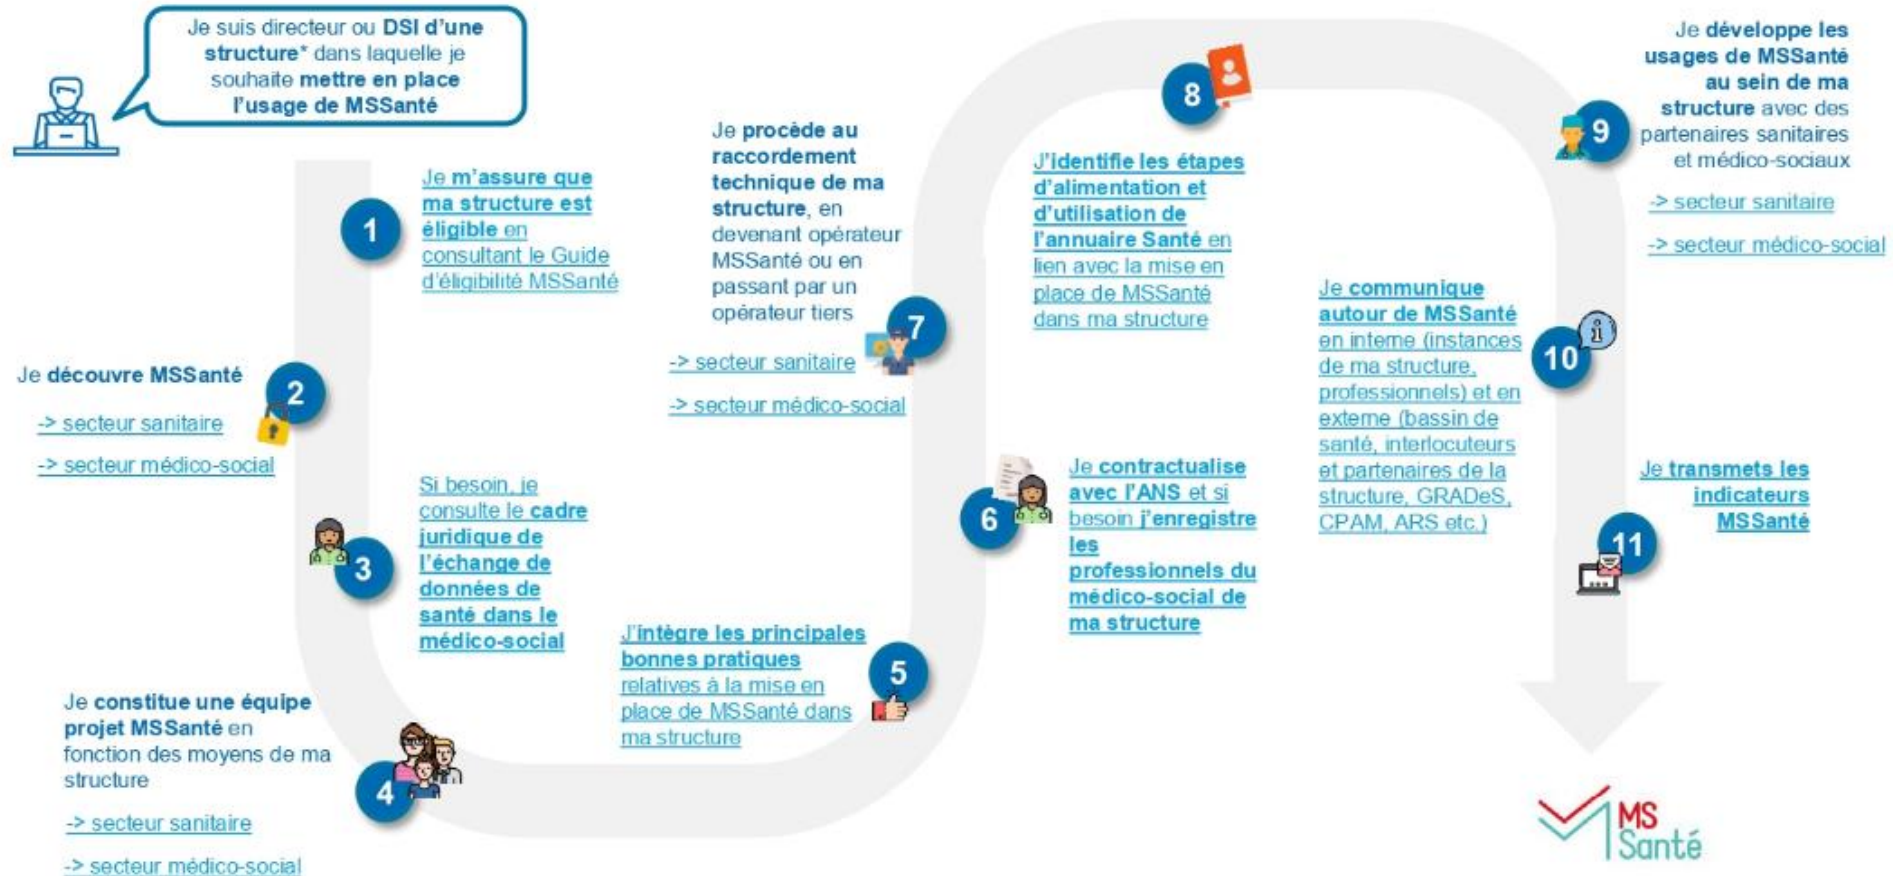 Je suis directeur ou DSI d'une
structure* dans laquelle je
souhaite mettre en place
l'usage de MSSanté
1
Je m'assure que
ma structure est
éligible en
consultant le Guide
d'éligibilité MSSanté
2
Je découvre MSSanté
-> secteur sanitaire
-> secteur médico-social
3
Si besoin, je
consulte le cadre
juridique de
l'échange de
données de
santé dans le
médico-social
4
Je constitue une équipe
projet MSSanté en
fonction des moyens de ma
structure
-> secteur sanitaire
-> secteur médico-social
5
J'intègre les principales
bonnes pratiques
relatives à la mise en
place de MSSanté dans
ma structure
6
Je contractualise
avec l'ANS et si
besoin j'enregistre
les
professionnels du
médico-social de
ma structure
7
Je procède au
raccordement
technique de ma
structure, en
devenant opérateur
MSSanté ou en
passant par un
opérateur tiers
-> secteur sanitaire
-> secteur médico-social
8
J'identifie les étapes
d'alimentation et
d'utilisation de
l'annuaire Santé en
lien avec la mise en
place de MSSanté
dans ma structure
9
Je développe les
usages de MSSanté
au sein de ma
structure avec des
partenaires sanitaires
et médico-sociaux
-> secteur sanitaire
-> secteur médico-social
10
i
Je communique
autour de MSSanté
en interne (instances
de ma structure,
professionnels) et en
externe (bassin de
santé, interlocuteurs
et partenaires de la
structure, GRADeS,
CPAM, ARS etc.)
11
Je transmets les
indicateurs
MSSanté
MS
Santé